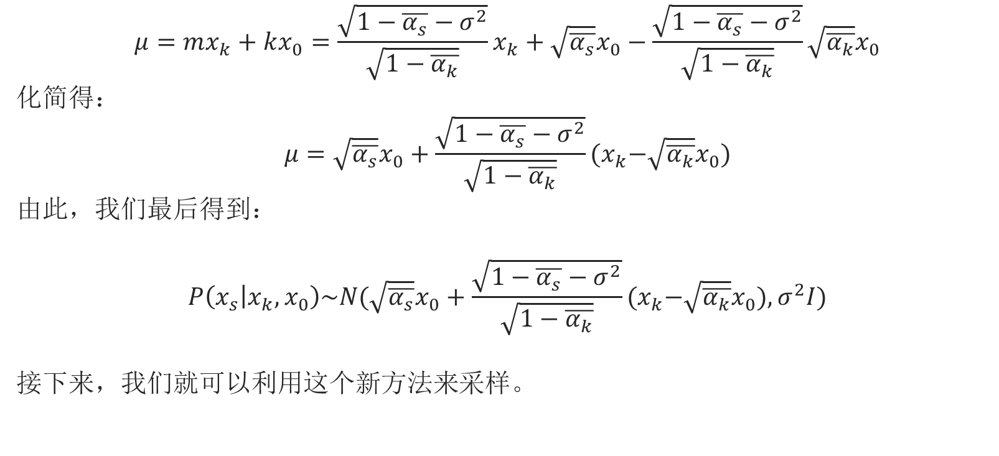 $\mu = mx_k + kx_0 = \frac{\sqrt{1-\overline{\alpha_s}-\sigma^2}}{\sqrt{1-\overline{\alpha_k}}}x_k + \sqrt{\overline{\alpha_s}}x_0 - \frac{\sqrt{1-\overline{\alpha_s}-\sigma^2}}{\sqrt{1-\overline{\alpha_k}}}\sqrt{\overline{\alpha_k}}x_0$
化简得：
$\mu = \sqrt{\overline{\alpha_s}}x_0 + \frac{\sqrt{1-\overline{\alpha_s}-\sigma^2}}{\sqrt{1-\overline{\alpha_k}}}(x_k - \sqrt{\overline{\alpha_k}}x_0)$
由此，我们最后得到：
$P(x_s|x_k, x_0) \sim N(\sqrt{\overline{\alpha_s}}x_0 + \frac{\sqrt{1-\overline{\alpha_s}-\sigma^2}}{\sqrt{1-\overline{\alpha_k}}}(x_k - \sqrt{\overline{\alpha_k}}x_0), \sigma^2 I)$
接下来，我们就可以利用这个新方法来采样。